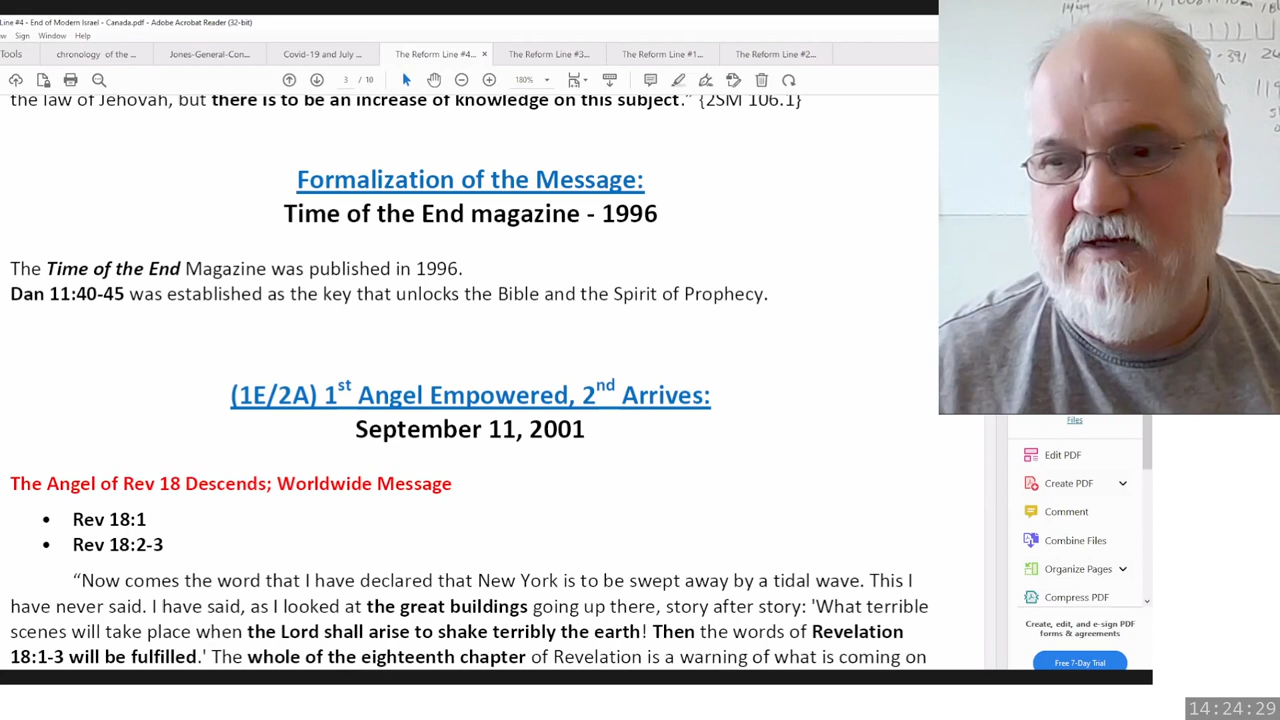 Line #4 - End of Modern Israel - Canada.pdf - Adobe Acrobat Reader (32-bit)
w Sign Window Help
Tools chronology of the ... Jones-General-Con... Covid-19 and July ... The Reform Line #4... × The Reform Line #3... The Reform Line #1... The Reform Line #2...
3 / 10 180%
the law of Jehovah, but there is to be an increase of knowledge on this subject.” {2SM 106.1}
Formalization of the Message:
Time of the End magazine - 1996
The Time of the End Magazine was published in 1996.
Dan 11:40-45 was established as the key that unlocks the Bible and the Spirit of Prophecy.
(1E/2A) 1st Angel Empowered, 2nd Arrives:
September 11, 2001
The Angel of Rev 18 Descends; Worldwide Message
• Rev 18:1
• Rev 18:2-3
“Now comes the word that I have declared that New York is to be swept away by a tidal wave. This I
have never said. I have said, as I looked at the great buildings going up there, story after story: 'What terrible
scenes will take place when the Lord shall arise to shake terribly the earth! Then the words of Revelation
18:1-3 will be fulfilled.' The whole of the eighteenth chapter of Revelation is a warning of what is coming on
Files
Edit PDF
Create PDF
Comment
Combine Files
Organize Pages
Compress PDF
Create, edit, and e-sign PDF
forms & agreements
Free 7-Day Trial
14:24:29